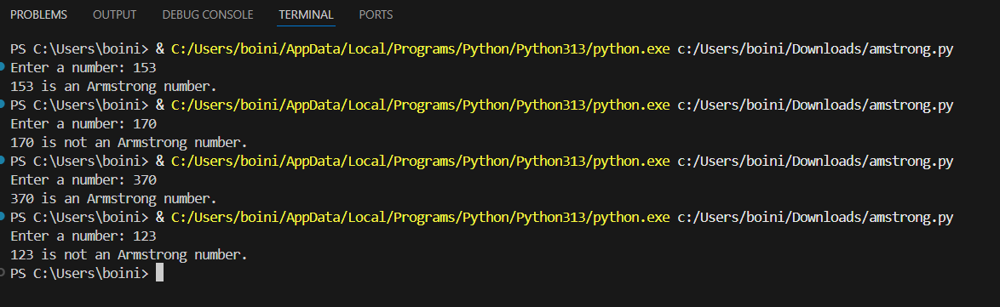 PROBLEMS OUTPUT DEBUG CONSOLE TERMINAL PORTS
PS C:\Users\boini> & C:/Users/boini/AppData/Local/Programs/Python/Python313/python.exe c:/Users/boini/Downloads/amstrong.py
Enter a number: 153
153 is an Armstrong number.
PS C:\Users\boini> & C:/Users/boini/AppData/Local/Programs/Python/Python313/python.exe c:/Users/boini/Downloads/amstrong.py
Enter a number: 170
170 is not an Armstrong number.
PS C:\Users\boini> & C:/Users/boini/AppData/Local/Programs/Python/Python313/python.exe c:/Users/boini/Downloads/amstrong.py
Enter a number: 370
370 is an Armstrong number.
PS C:\Users\boini> & C:/Users/boini/AppData/Local/Programs/Python/Python313/python.exe c:/Users/boini/Downloads/amstrong.py
Enter a number: 123
123 is not an Armstrong number.
PS C:\Users\boini>